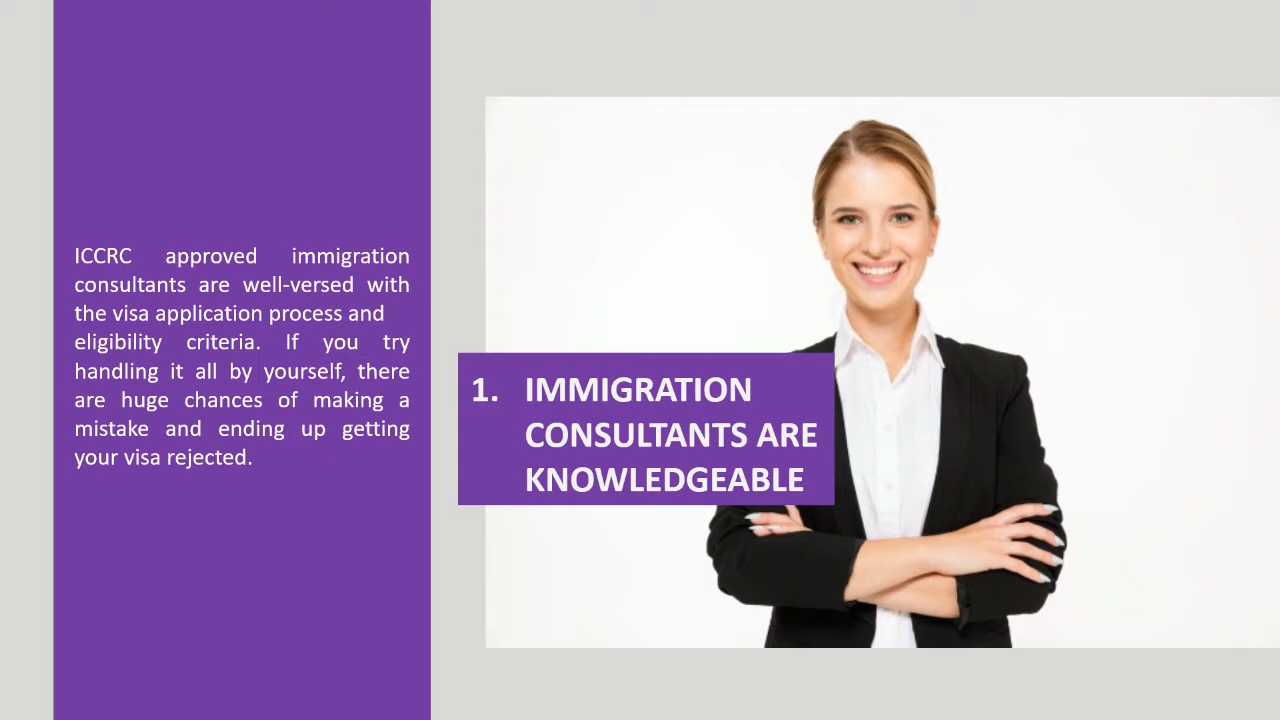 ICCRC approved immigration
consultants are well-versed with
the visa application process and
eligibility criteria. If you try
handling it all by yourself, there
are huge chances of making a
mistake and ending up getting
your visa rejected.
1. IMMIGRATION
CONSULTANTS ARE
KNOWLEDGEABLE